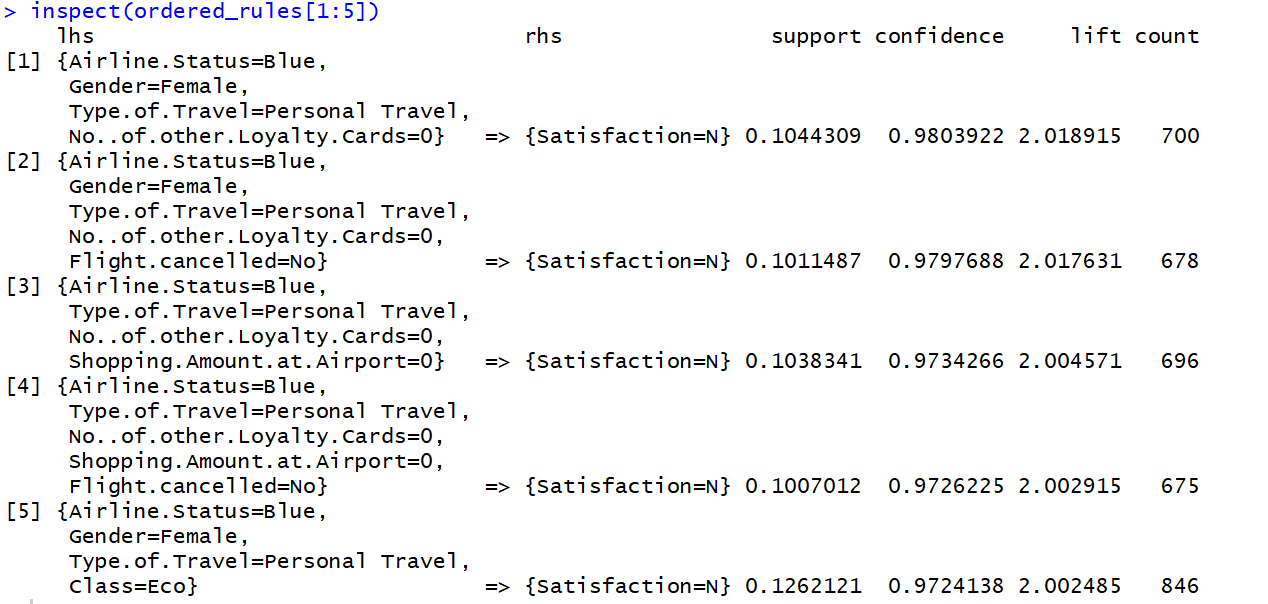 > inspect(ordered_rules[1:5])
lhs rhs support confidence lift count
[1] {Airline.Status=Blue,
Gender=Female,
Type.of.Travel=Personal Travel,
No..of.other.Loyalty.Cards=0} => {Satisfaction=N} 0.1044309 0.9803922 2.018915 700
[2] {Airline.Status=Blue,
Gender=Female,
Type.of.Travel=Personal Travel,
No..of.other.Loyalty.Cards=0,
Flight.cancelled=No} => {Satisfaction=N} 0.1011487 0.9797688 2.017631 678
[3] {Airline.Status=Blue,
Type.of.Travel=Personal Travel,
No..of.other.Loyalty.Cards=0,
Shopping.Amount.at.Airport=0} => {Satisfaction=N} 0.1038341 0.9734266 2.004571 696
[4] {Airline.Status=Blue,
Type.of.Travel=Personal Travel,
No..of.other.Loyalty.Cards=0,
Shopping.Amount.at.Airport=0,
Flight.cancelled=No} => {Satisfaction=N} 0.1007012 0.9726225 2.002915 675
[5] {Airline.Status=Blue,
Gender=Female,
Type.of.Travel=Personal Travel,
Class=Eco} => {Satisfaction=N} 0.1262121 0.9724138 2.002485 846